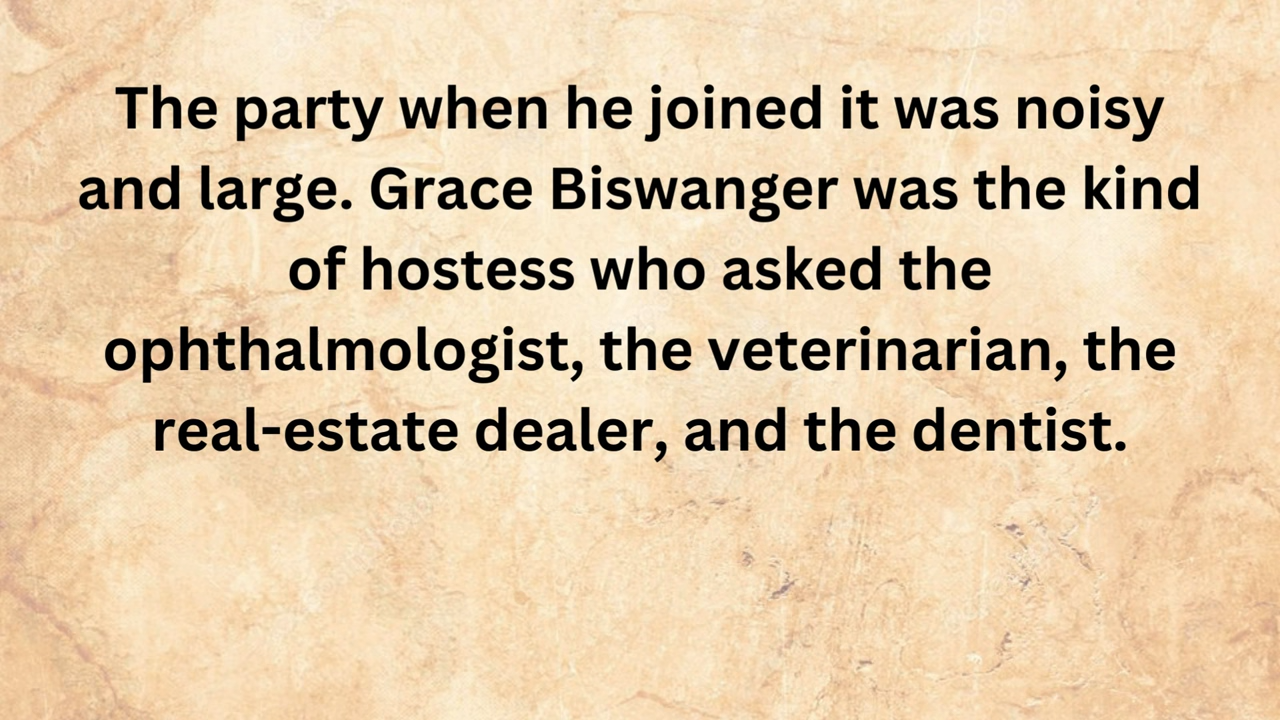 The party when he joined it was noisy
and large. Grace Biswanger was the kind
of hostess who asked the
ophthalmologist, the veterinarian, the
real-estate dealer, and the dentist.